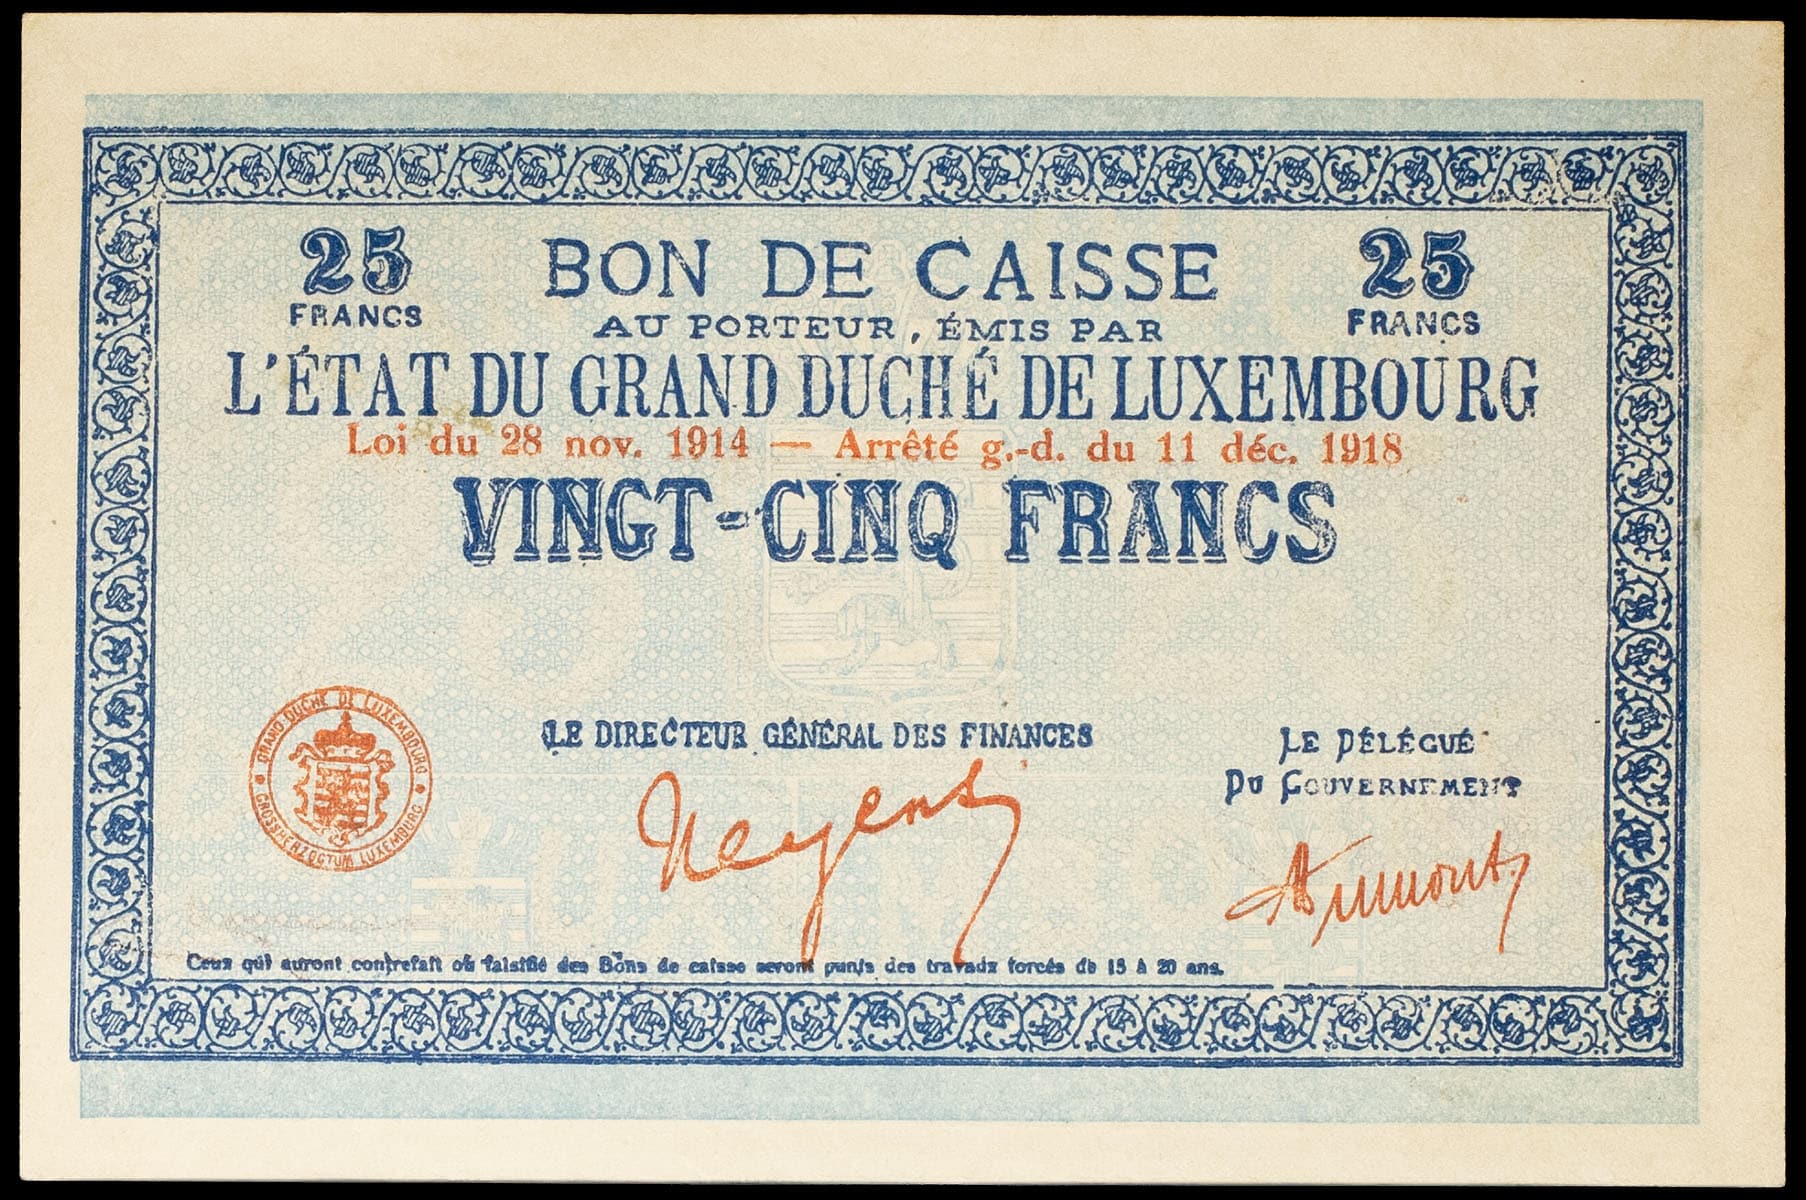 25 BON DE CAISSE 25
FRANCS AU PORTEUR, ÉMIS PAR FRANCS
L'ÉTAT DU GRAND DUCHÉ DE LUXEMBOURG
Loi du 28 nov. 1914 — Arrêté g.-d. du 11 déc. 1918
VINGT-CINQ FRANCS
GRAND-DUCHÉ DE LUXEMBOURG
GROSSHERZOGTUM LUXEMBURG
LE DIRECTEUR GÉNÉRAL DES FINANCES
Neyens
LE DÉLÉGUÉ
DU GOUVERNEMENT
Dumont
Ceux qui auront contrefait ou falsifié des Bons de caisse seront punis des travaux forcés de 15 à 20 ans.